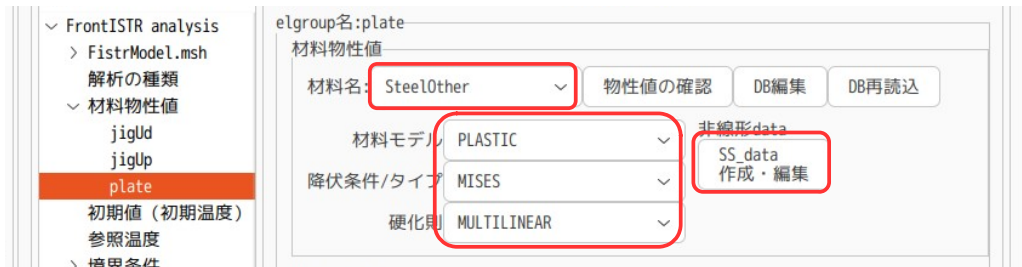 FrontISTR analysis
FistrModel.msh
解析の種類
材料物性値
jigUd
jigUp
plate
初期値（初期温度）
参照温度
境界条件
elgroup名:plate
材料物性値
材料名: SteelOther 物性値の確認 DB編集 DB再読込
材料モデル PLASTIC
降伏条件/タイプ MISES
硬化則 MULTILINEAR
非線形data
SS_data
作成・編集